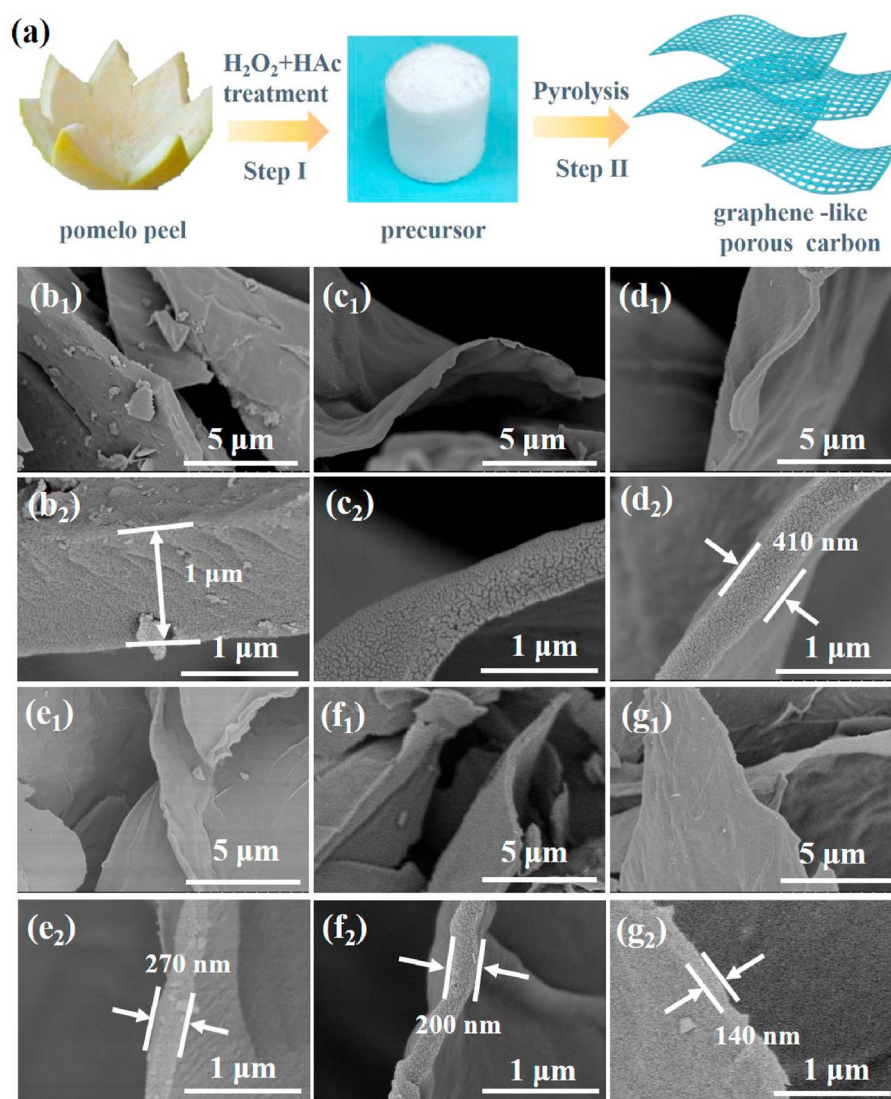 (a)
H₂O₂+HAc
treatment
Step I
Pyrolysis
Step II
pomelo peel
precursor
graphene -like
porous carbon
(b₁)
5 μm
(c₁)
5 μm
(d₁)
5 μm
(b₂)
1 μm
1 μm
(c₂)
1 μm
(d₂)
410 nm
1 μm
(e₁)
5 μm
(f₁)
5 μm
(g₁)
5 μm
(e₂)
270 nm
1 μm
(f₂)
200 nm
1 μm
(g₂)
140 nm
1 μm